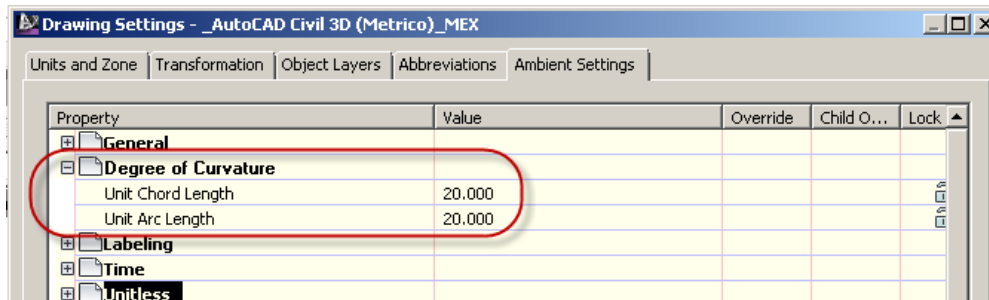 Drawing Settings - _AutoCAD Civil 3D (Metrico)_MEX
Units and Zone Transformation Object Layers Abbreviations Ambient Settings
Property Value Override Child O... Lock
General
Degree of Curvature
Unit Chord Length 20.000
Unit Arc Length 20.000
Labeling
Time
Unitless